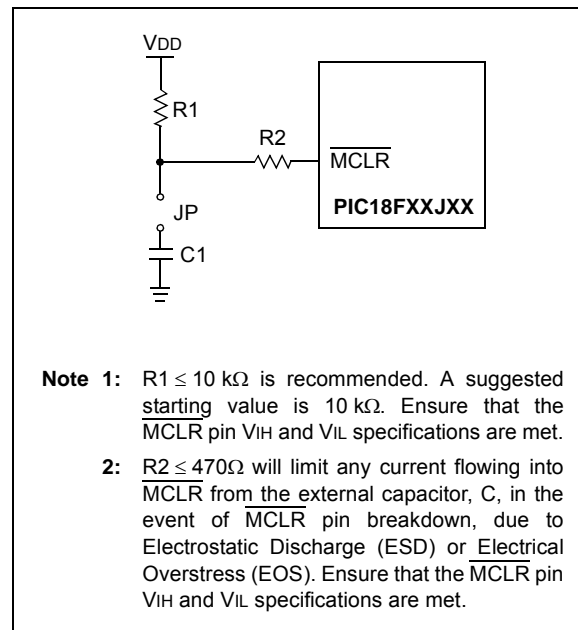 VDD
R1
R2
MCLR
JP
PIC18FXXJXX
C1
Note 1: R1 ≤ 10 kΩ is recommended. A suggested
starting value is 10 kΩ. Ensure that the
MCLR pin VIH and VIL specifications are met.
2: R2 ≤ 470Ω will limit any current flowing into
MCLR from the external capacitor, C, in the
event of MCLR pin breakdown, due to
Electrostatic Discharge (ESD) or Electrical
Overstress (EOS). Ensure that the MCLR pin
VIH and VIL specifications are met.